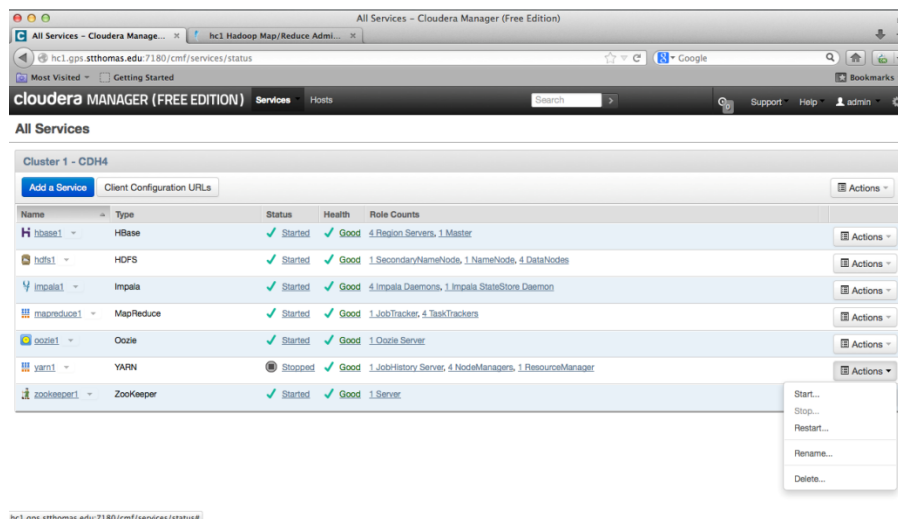 All Services – Cloudera Manager (Free Edition)
All Services – Cloudera Manage...
hc1 Hadoop Map/Reduce Admi...
hc1.gps.stthomas.edu:7180/cmf/services/status
Google
Most Visited
Getting Started
Bookmarks
cloudera MANAGER (FREE EDITION)
Services
Hosts
Search
Support
Help
admin
All Services
Cluster 1 - CDH4
Add a Service
Client Configuration URLs
Actions
Name Type Status Health Role Counts
hbase1 HBase Started Good 4 Region Servers, 1 Master Actions
hdfs1 HDFS Started Good 1 SecondaryNameNode, 1 NameNode, 4 DataNodes Actions
impala1 Impala Started Good 4 Impala Daemons, 1 Impala StateStore Daemon Actions
mapreduce1 MapReduce Started Good 1 JobTracker, 4 TaskTrackers Actions
oozie1 Oozie Started Good 1 Oozie Server Actions
yarn1 YARN Stopped Good 1 JobHistory Server, 4 NodeManagers, 1 ResourceManager Actions
zookeeper1 ZooKeeper Started Good 1 Server
Start...
Stop...
Restart...
Rename...
Delete...
hc1.gps.stthomas.edu:7180/cmf/services/status#